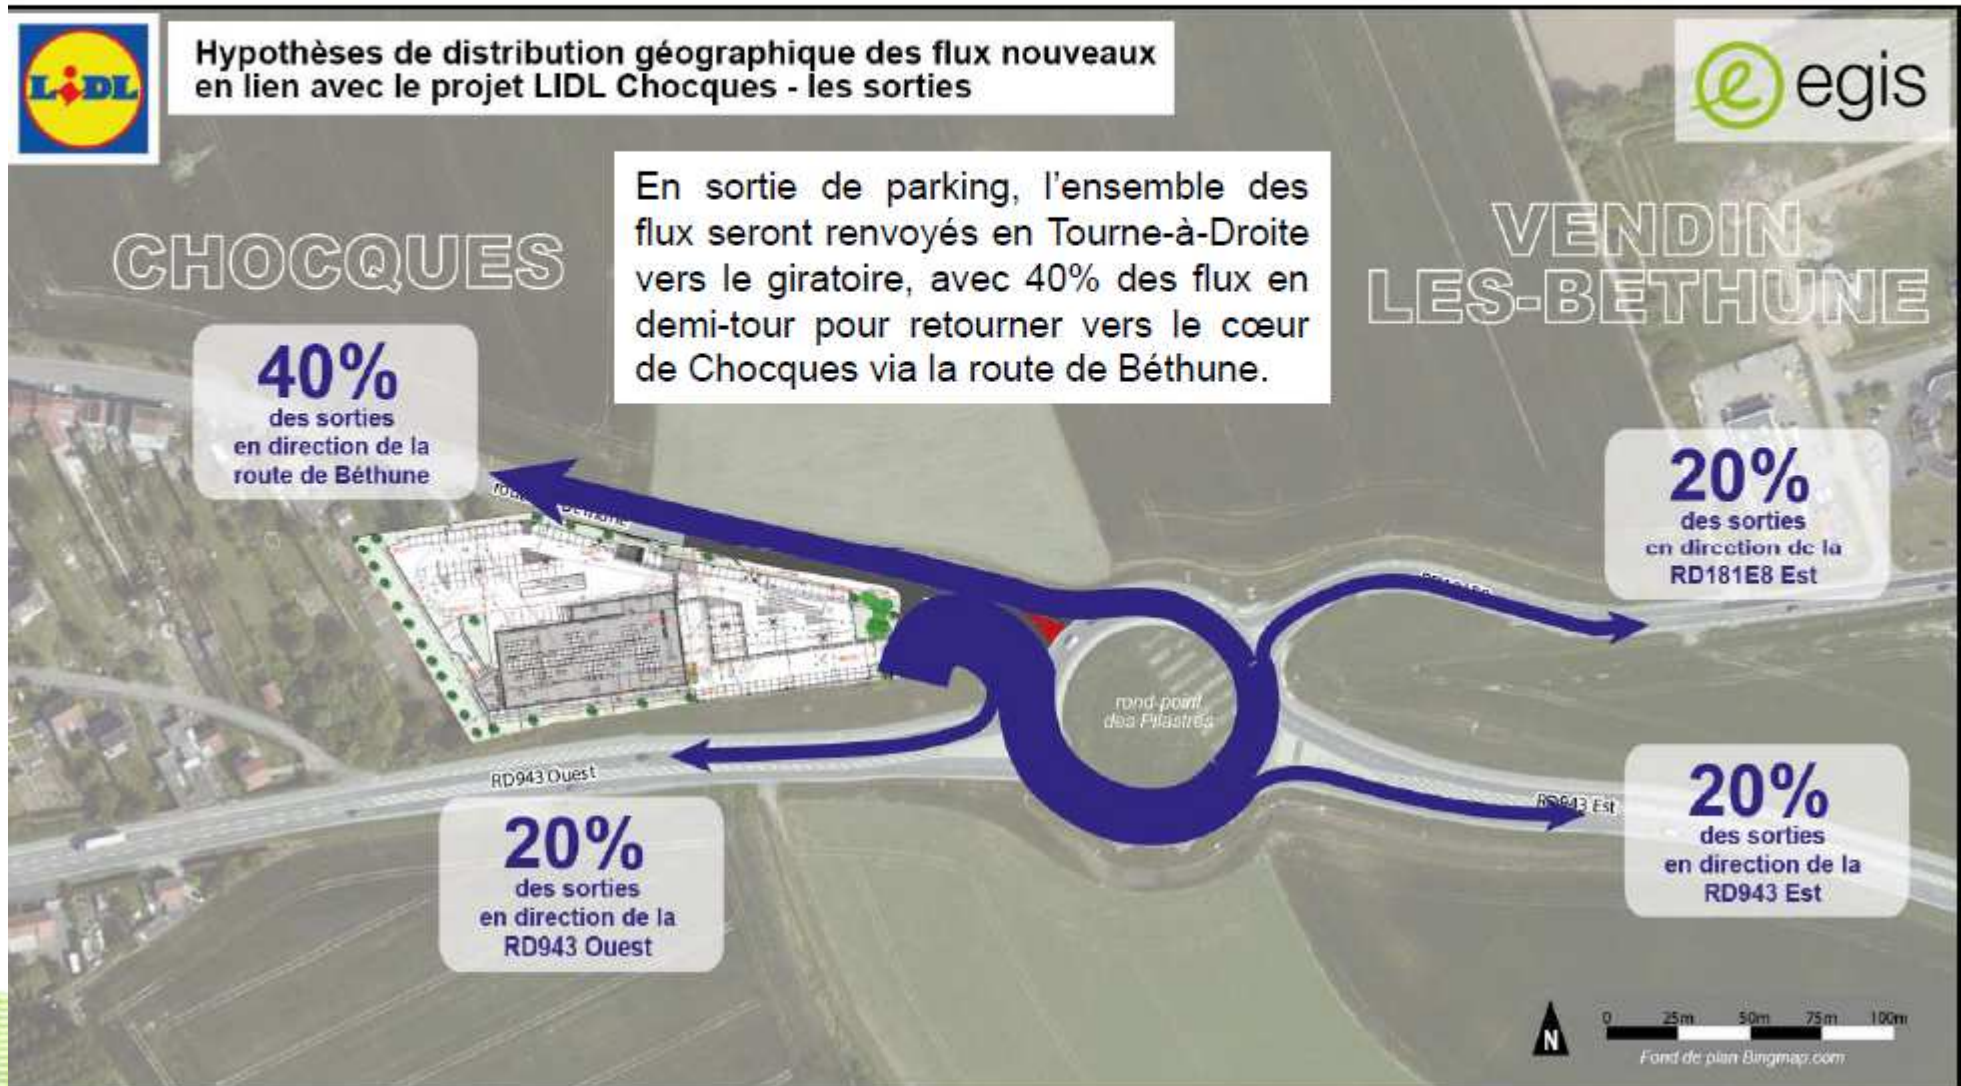 LIDL
Hypothèses de distribution géographique des flux nouveaux
en lien avec le projet LIDL Chocques - les sorties
egis
En sortie de parking, l'ensemble des
flux seront renvoyés en Tourne-à-Droite
vers le giratoire, avec 40% des flux en
demi-tour pour retourner vers le cœur
de Chocques via la route de Béthune.
CHOCQUES
VENDIN
LES-BETHUNE
40%
des sorties
en direction de la
route de Béthune
20%
des sorties
en direction de la
RD181E8 Est
rond-point
des Pilastres
RD943 Ouest
RD943 Est
20%
des sorties
en direction de la
RD943 Ouest
20%
des sorties
en direction de la
RD943 Est
N
0 25m 50m 75m 100m
Fond de plan Bingmap.com